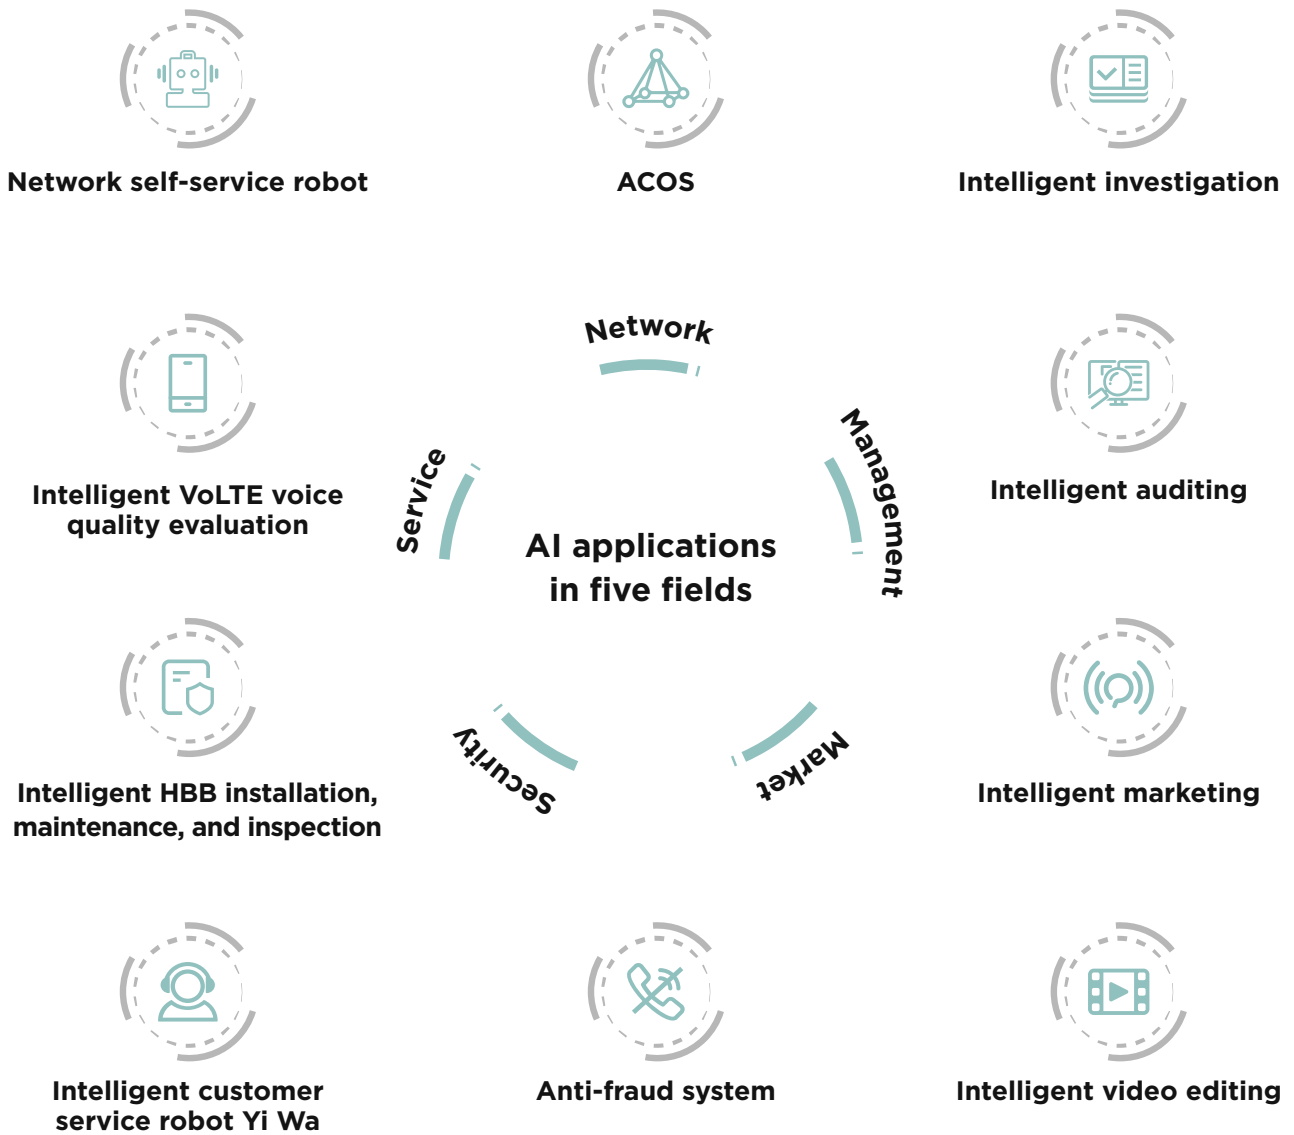 Network self-service robot
ACOS
Intelligent investigation
Network
Management
Service
Intelligent VoLTE voice
quality evaluation
Intelligent auditing
AI applications
in five fields
Security
Market
Intelligent HBB installation,
maintenance, and inspection
Intelligent marketing
Intelligent customer
service robot Yi Wa
Anti-fraud system
Intelligent video editing